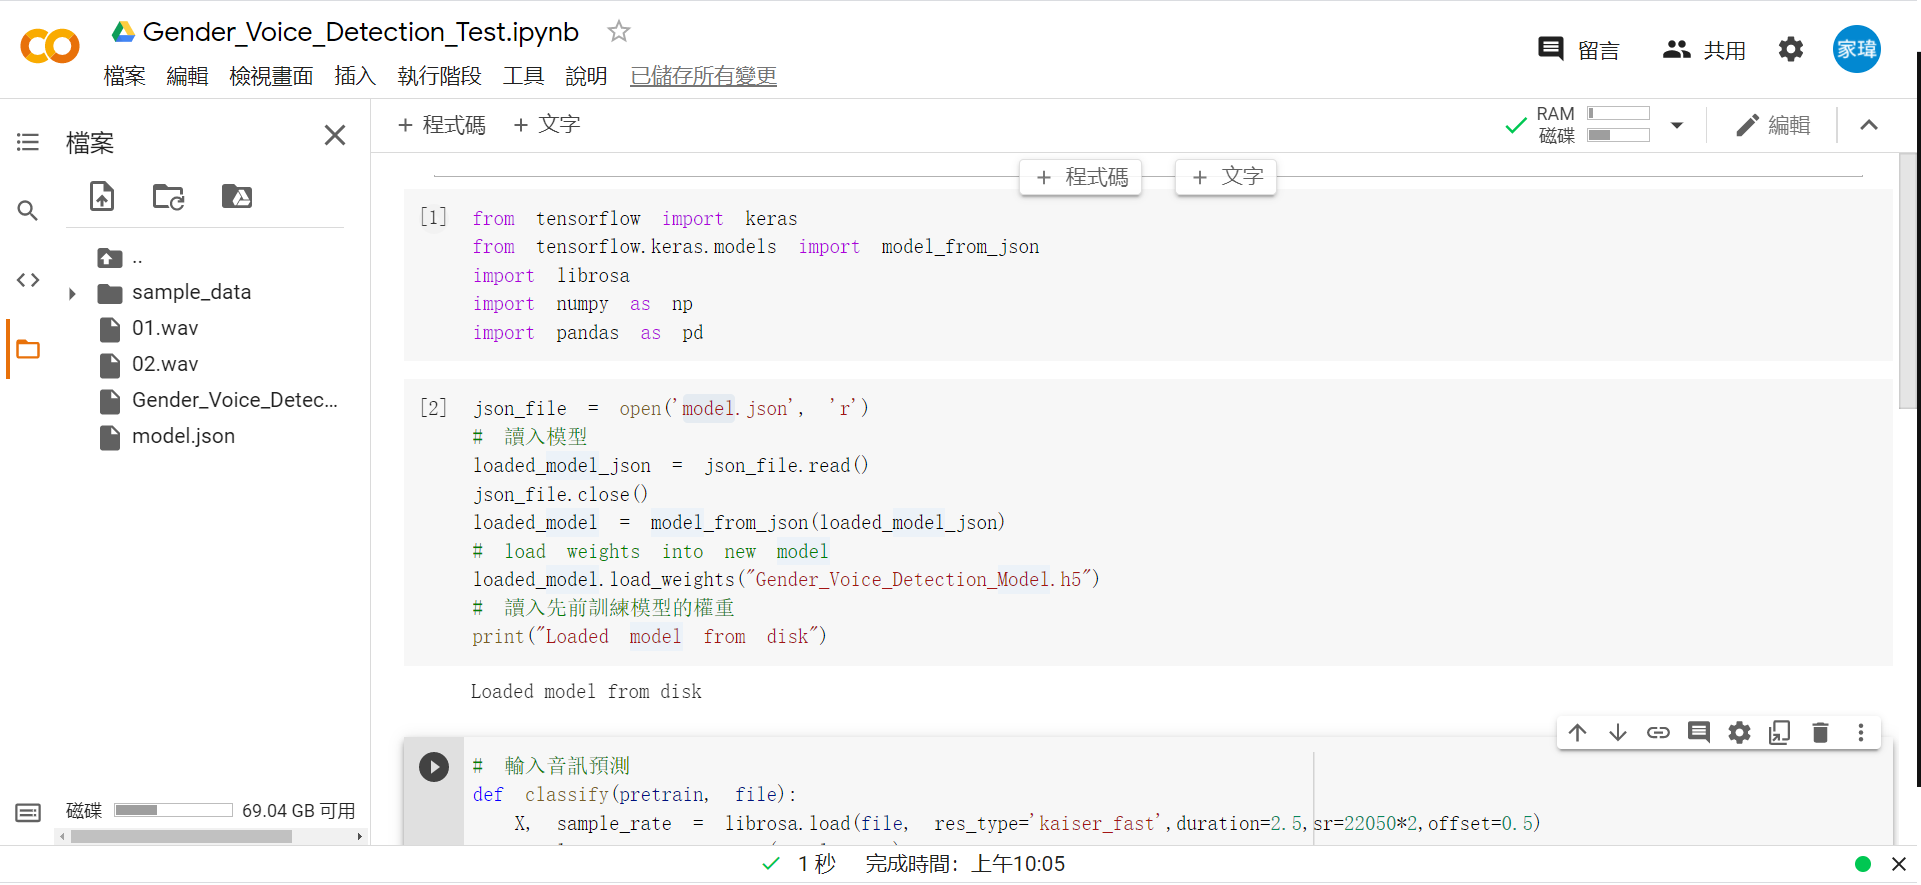 Gender_Voice_Detection_Test.ipynb
檔案 編輯 檢視畫面 插入 執行階段 工具 說明 已儲存所有變更
留言 共用 家瑋
檔案
..
sample_data
01.wav
02.wav
Gender_Voice_Detec...
model.json
磁碟 69.04 GB 可用
+ 程式碼 + 文字
RAM
磁碟
編輯
+ 程式碼 + 文字
[1] from tensorflow import keras
from tensorflow.keras.models import model_from_json
import librosa
import numpy as np
import pandas as pd
[2] json_file = open('model.json', 'r')
# 讀入模型
loaded_model_json = json_file.read()
json_file.close()
loaded_model = model_from_json(loaded_model_json)
# load weights into new model
loaded_model.load_weights("Gender_Voice_Detection_Model.h5")
# 讀入先前訓練模型的權重
print("Loaded model from disk")
Loaded model from disk
# 輸入音訊預測
def classify(pretrain, file):
X, sample_rate = librosa.load(file, res_type='kaiser_fast',duration=2.5,sr=22050*2,offset=0.5)
1 秒 完成時間：上午10:05